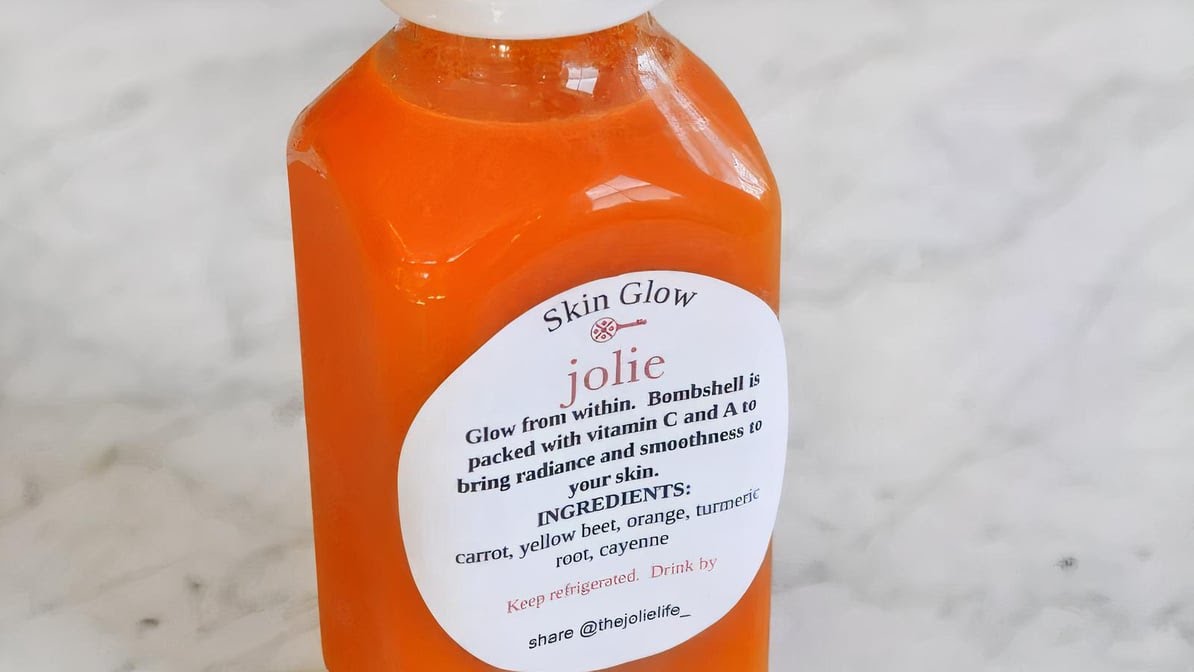 Skin Glow
jolie
Glow from within. Bombshell is
packed with vitamin C and A to
bring radiance and smoothness to
your skin.
INGREDIENTS:
carrot, yellow beet, orange, turmeric
root, cayenne
Keep refrigerated. Drink by
share @thejolielife_